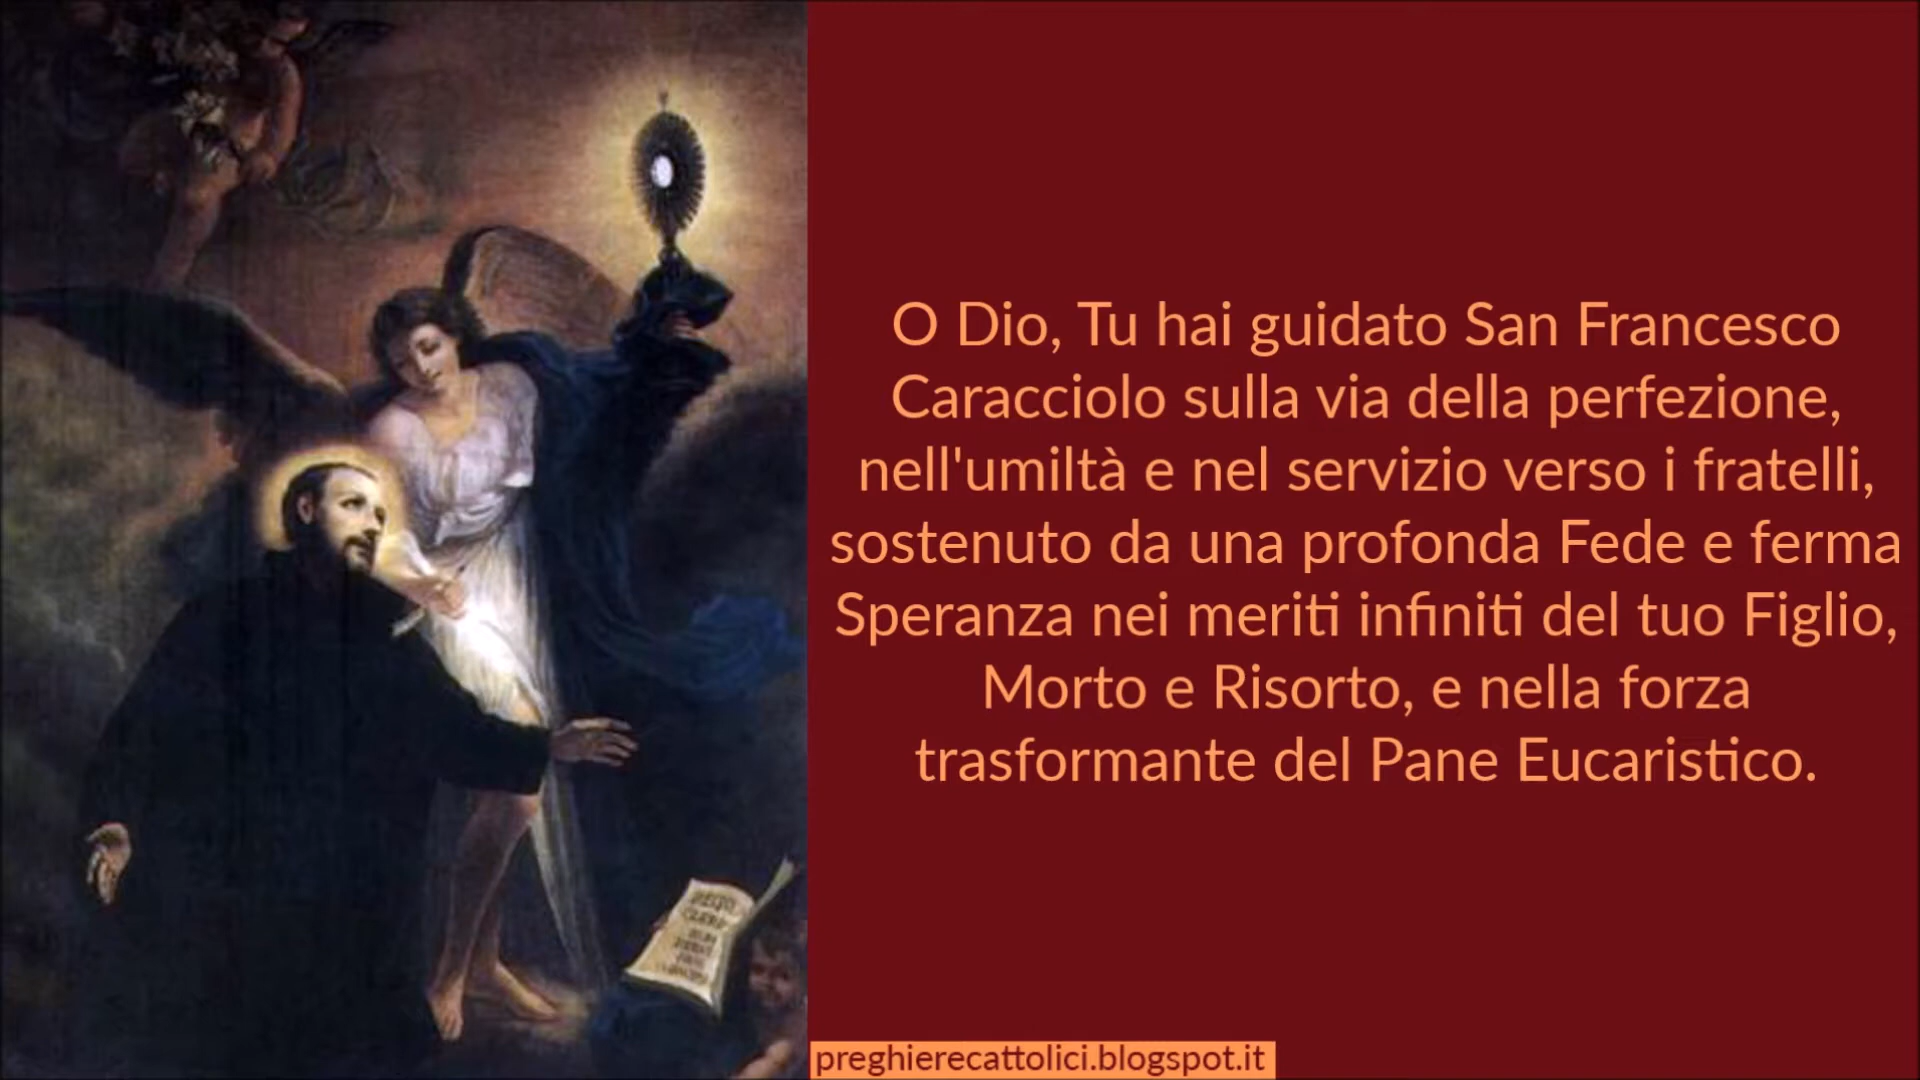 O Dio, Tu hai guidato San Francesco
Caracciolo sulla via della perfezione,
nell'umiltà e nel servizio verso i fratelli,
sostenuto da una profonda Fede e ferma
Speranza nei meriti infiniti del tuo Figlio,
Morto e Risorto, e nella forza
trasformante del Pane Eucaristico.
preghierecattolici.blogspot.it